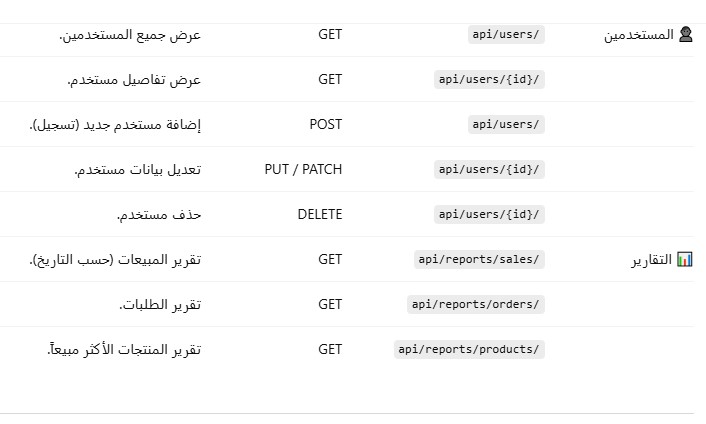 👤 المستخدمين api/users/ GET عرض جميع المستخدمين.
api/users/{id}/ GET عرض تفاصيل مستخدم.
api/users/ POST إضافة مستخدم جديد (تسجيل).
api/users/{id}/ PUT / PATCH تعديل بيانات مستخدم.
api/users/{id}/ DELETE حذف مستخدم.
📊 التقارير api/reports/sales/ GET تقرير المبيعات (حسب التاريخ).
api/reports/orders/ GET تقرير الطلبات.
api/reports/products/ GET تقرير المنتجات الأكثر مبيعاً.